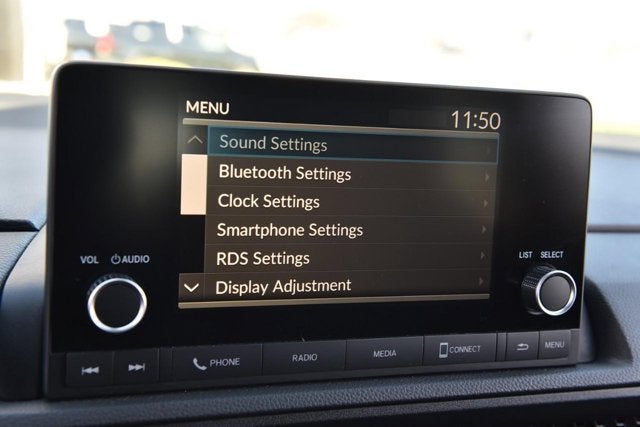 MENU
11:50
Sound Settings
Bluetooth Settings
Clock Settings
Smartphone Settings
RDS Settings
Display Adjustment
VOL AUDIO
LIST SELECT
PHONE
RADIO
MEDIA
CONNECT
MENU